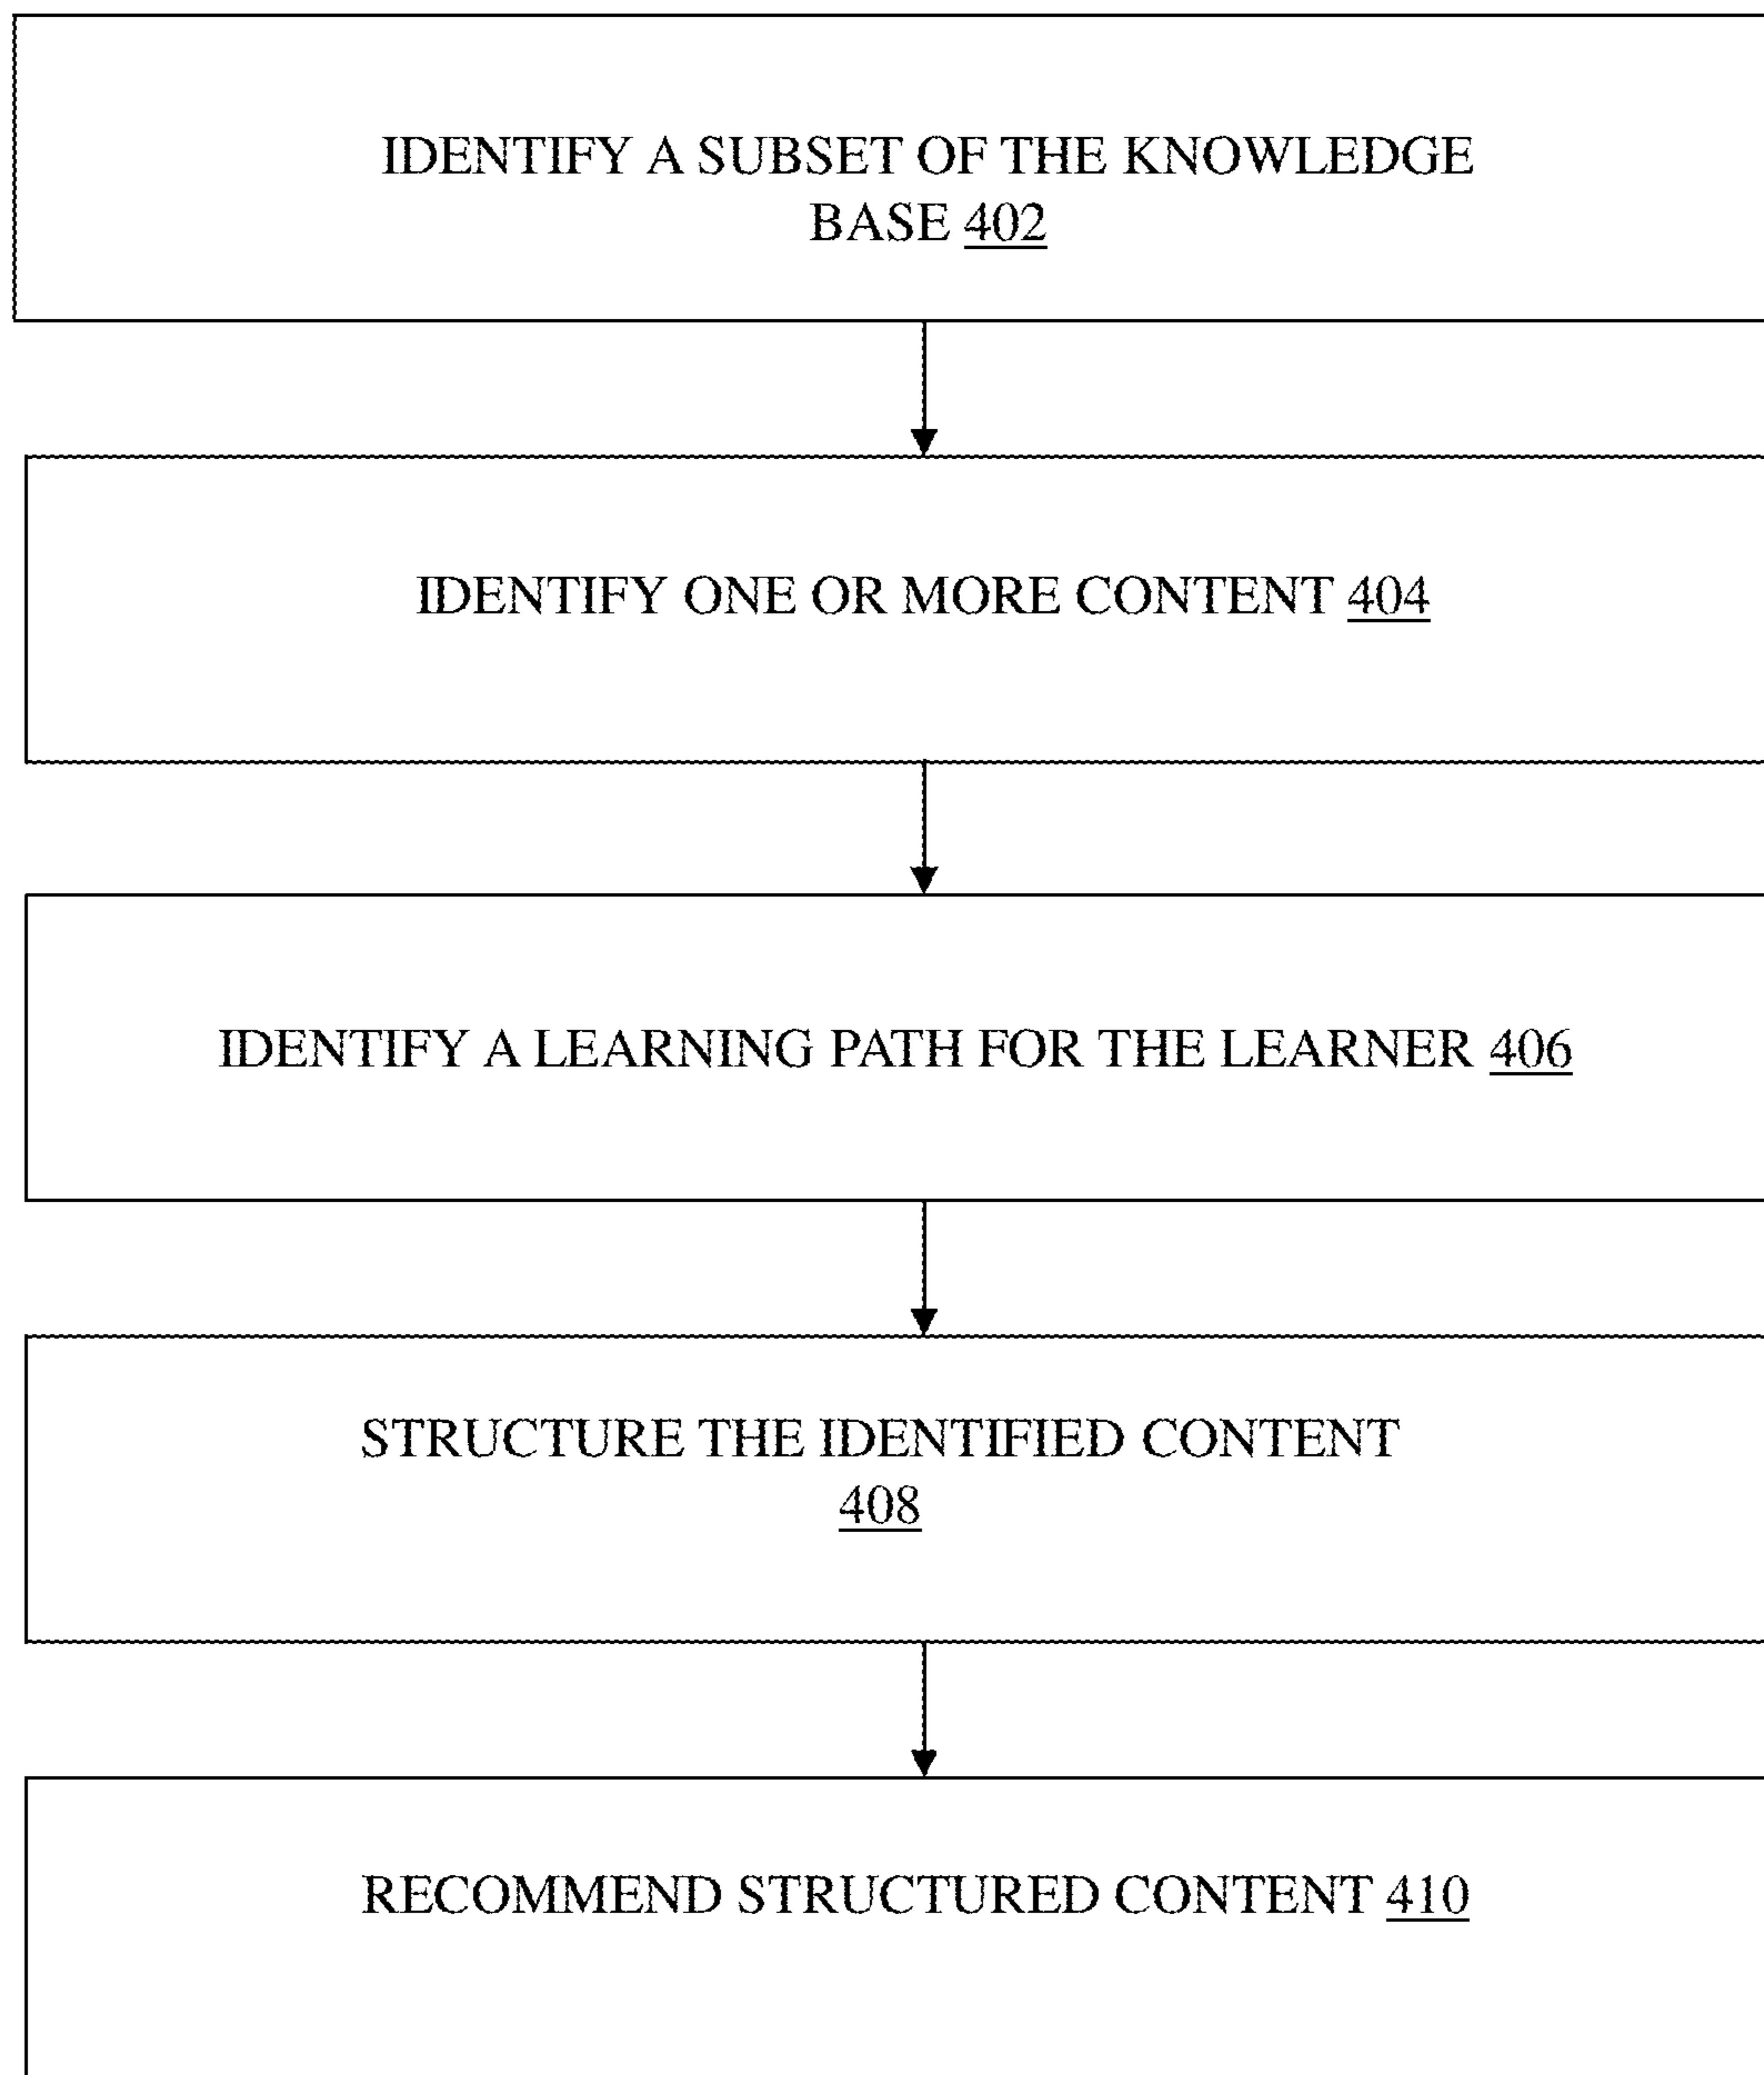 IDENTIFY A SUBSET OF THE KNOWLEDGE
BASE 402
IDENTIFY ONE OR MORE CONTENT 404
IDENTIFY A LEARNING PATH FOR THE LEARNER 406
STRUCTURE THE IDENTIFIED CONTENT
408
RECOMMEND STRUCTURED CONTENT 410